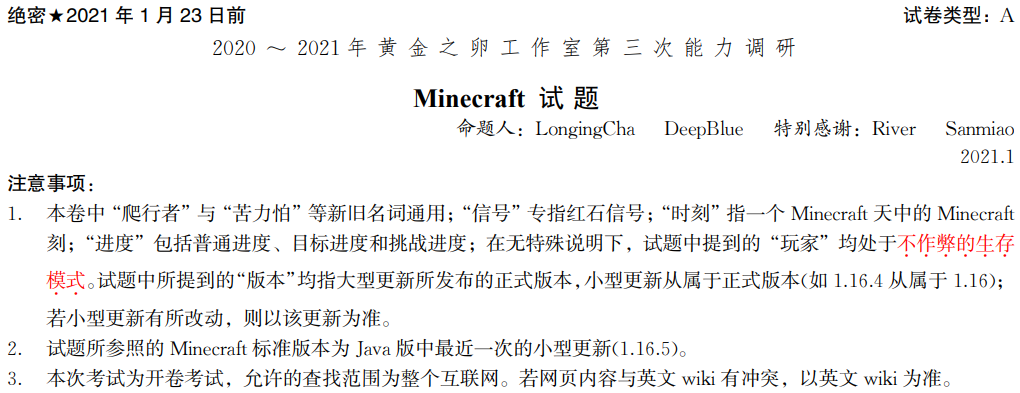 绝密★2021 年 1 月 23 日前 试卷类型：A
2020 ～ 2021 年 黄 金 之 卵 工 作 室 第 三 次 能 力 调 研
Minecraft 试 题
命题人：LongingCha DeepBlue 特别感谢：River Sanmiao
2021.1
注意事项：
1. 本卷中“爬行者”与“苦力怕”等新旧名词通用；“信号”专指红石信号；“时刻”指一个 Minecraft 天中的 Minecraft
刻；“进度”包括普通进度、目标进度和挑战进度；在无特殊说明下，试题中提到的“玩家”均处于不作弊的生存
模式。试题中所提到的“版本”均指大型更新所发布的正式版本，小型更新从属于正式版本(如 1.16.4 从属于 1.16)；
若小型更新有所改动，则以该更新为准。
2. 试题所参照的 Minecraft 标准版本为 Java 版中最近一次的小型更新(1.16.5)。
3. 本次考试为开卷考试，允许的查找范围为整个互联网。若网页内容与英文 wiki 有冲突，以英文 wiki 为准。